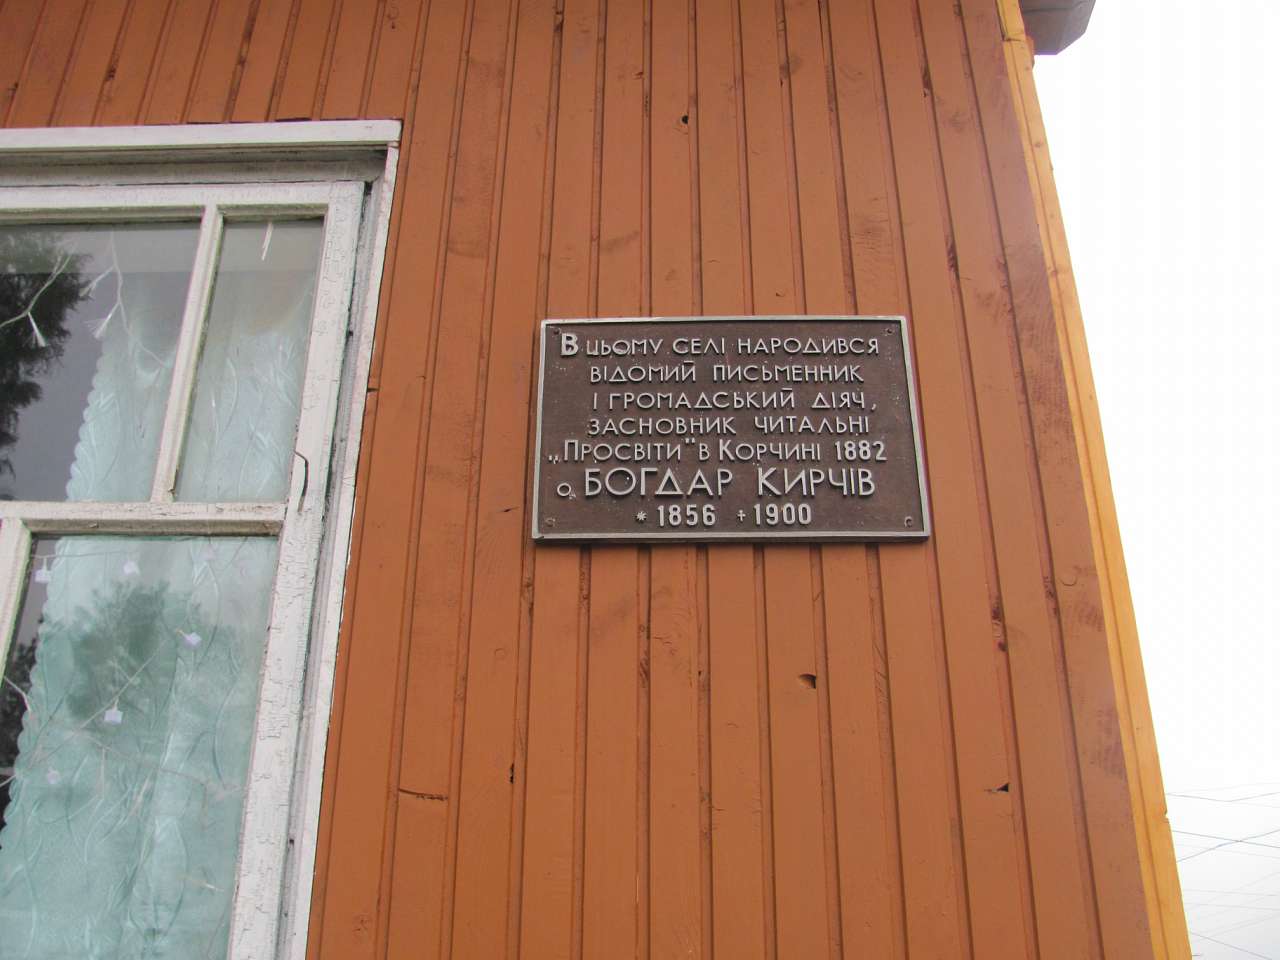 В цьому селі народився
відомий письменник
і громадський діяч,
засновник читальні
„Просвіти" в Корчині 1882
о. БОГДАР КИРЧІВ
* 1856 +1900